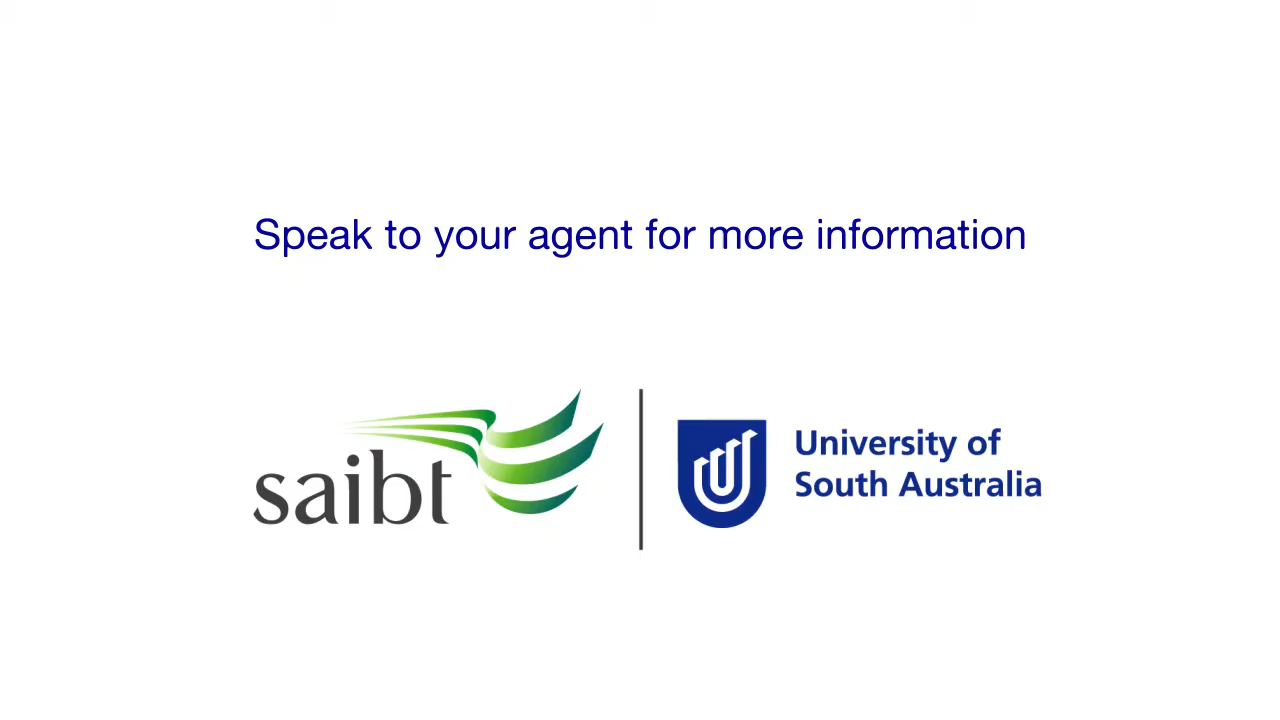 Speak to your agent for more information
saibt
University of
South Australia